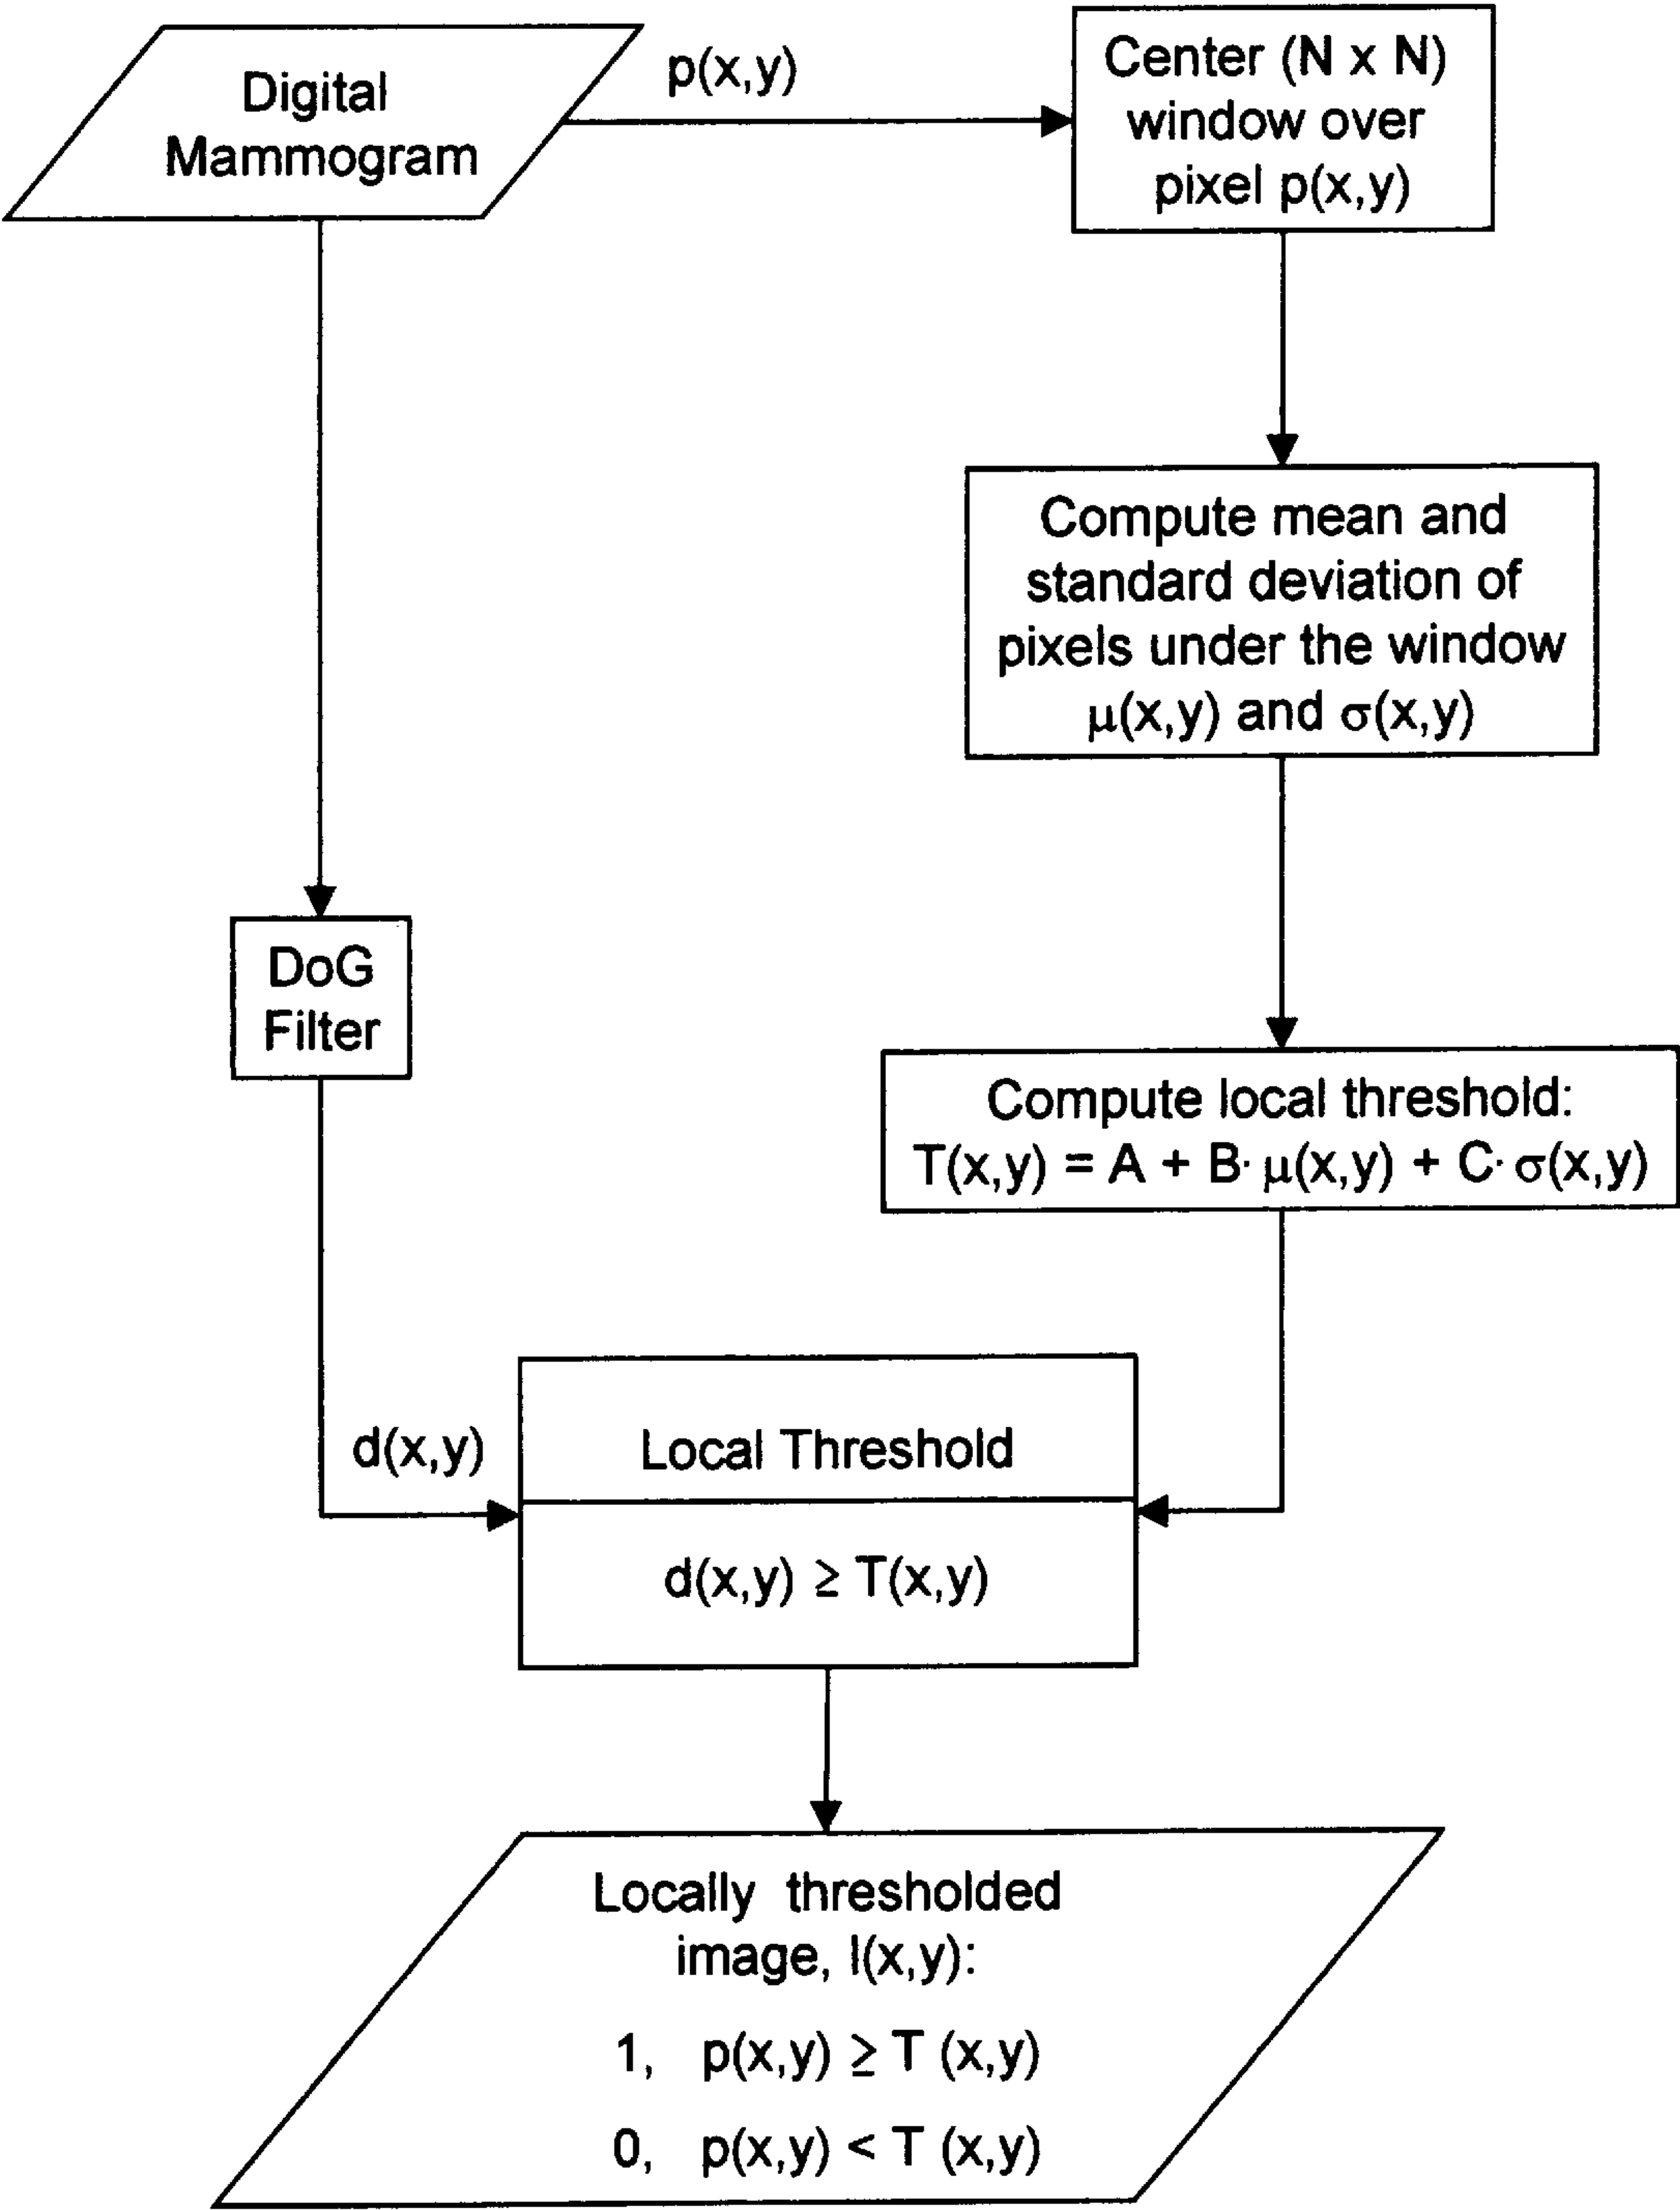 Digital
Mammogram
p(x,y)
Center (N x N)
window over
pixel p(x,y)
Compute mean and
standard deviation of
pixels under the window
μ(x,y) and σ(x,y)
DoG
Filter
Compute local threshold:
T(x,y) = A + B· μ(x,y) + C· σ(x,y)
d(x,y)
Local Threshold
d(x,y) ≥ T(x,y)
Locally thresholded
image, I(x,y):
1, p(x,y) ≥ T (x,y)
0, p(x,y) < T (x,y)